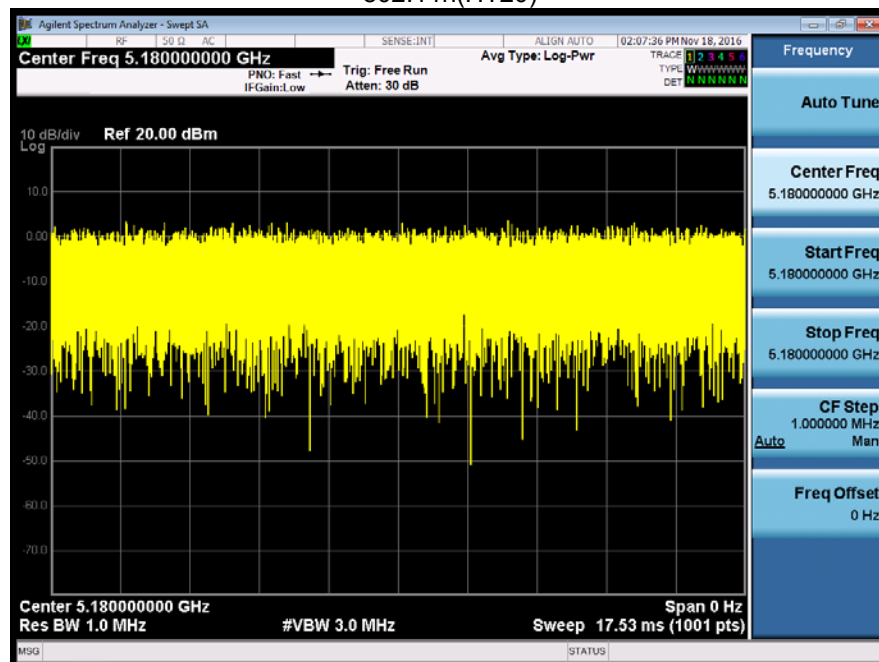 Agilent Spectrum Analyzer - Swept SA
RF 50 Ω AC SENSE:INT ALIGN AUTO 02:07:36 PM Nov 18, 2016
Center Freq 5.180000000 GHz
PNO: Fast
IFGain:Low
Trig: Free Run
Atten: 30 dB
Avg Type: Log-Pwr
TRACE 1 2 3 4 5 6
TYPE WWWWWW
DET N N N N N N
10 dB/div Ref 20.00 dBm
Log
10.0
0.00
-10.0
-20.0
-30.0
-40.0
-50.0
-60.0
-70.0
Center 5.180000000 GHz Span 0 Hz
Res BW 1.0 MHz #VBW 3.0 MHz Sweep 17.53 ms (1001 pts)
MSG STATUS
Frequency
Auto Tune
Center Freq
5.180000000 GHz
Start Freq
5.180000000 GHz
Stop Freq
5.180000000 GHz
CF Step
1.000000 MHz
Auto Man
Freq Offset
0 Hz